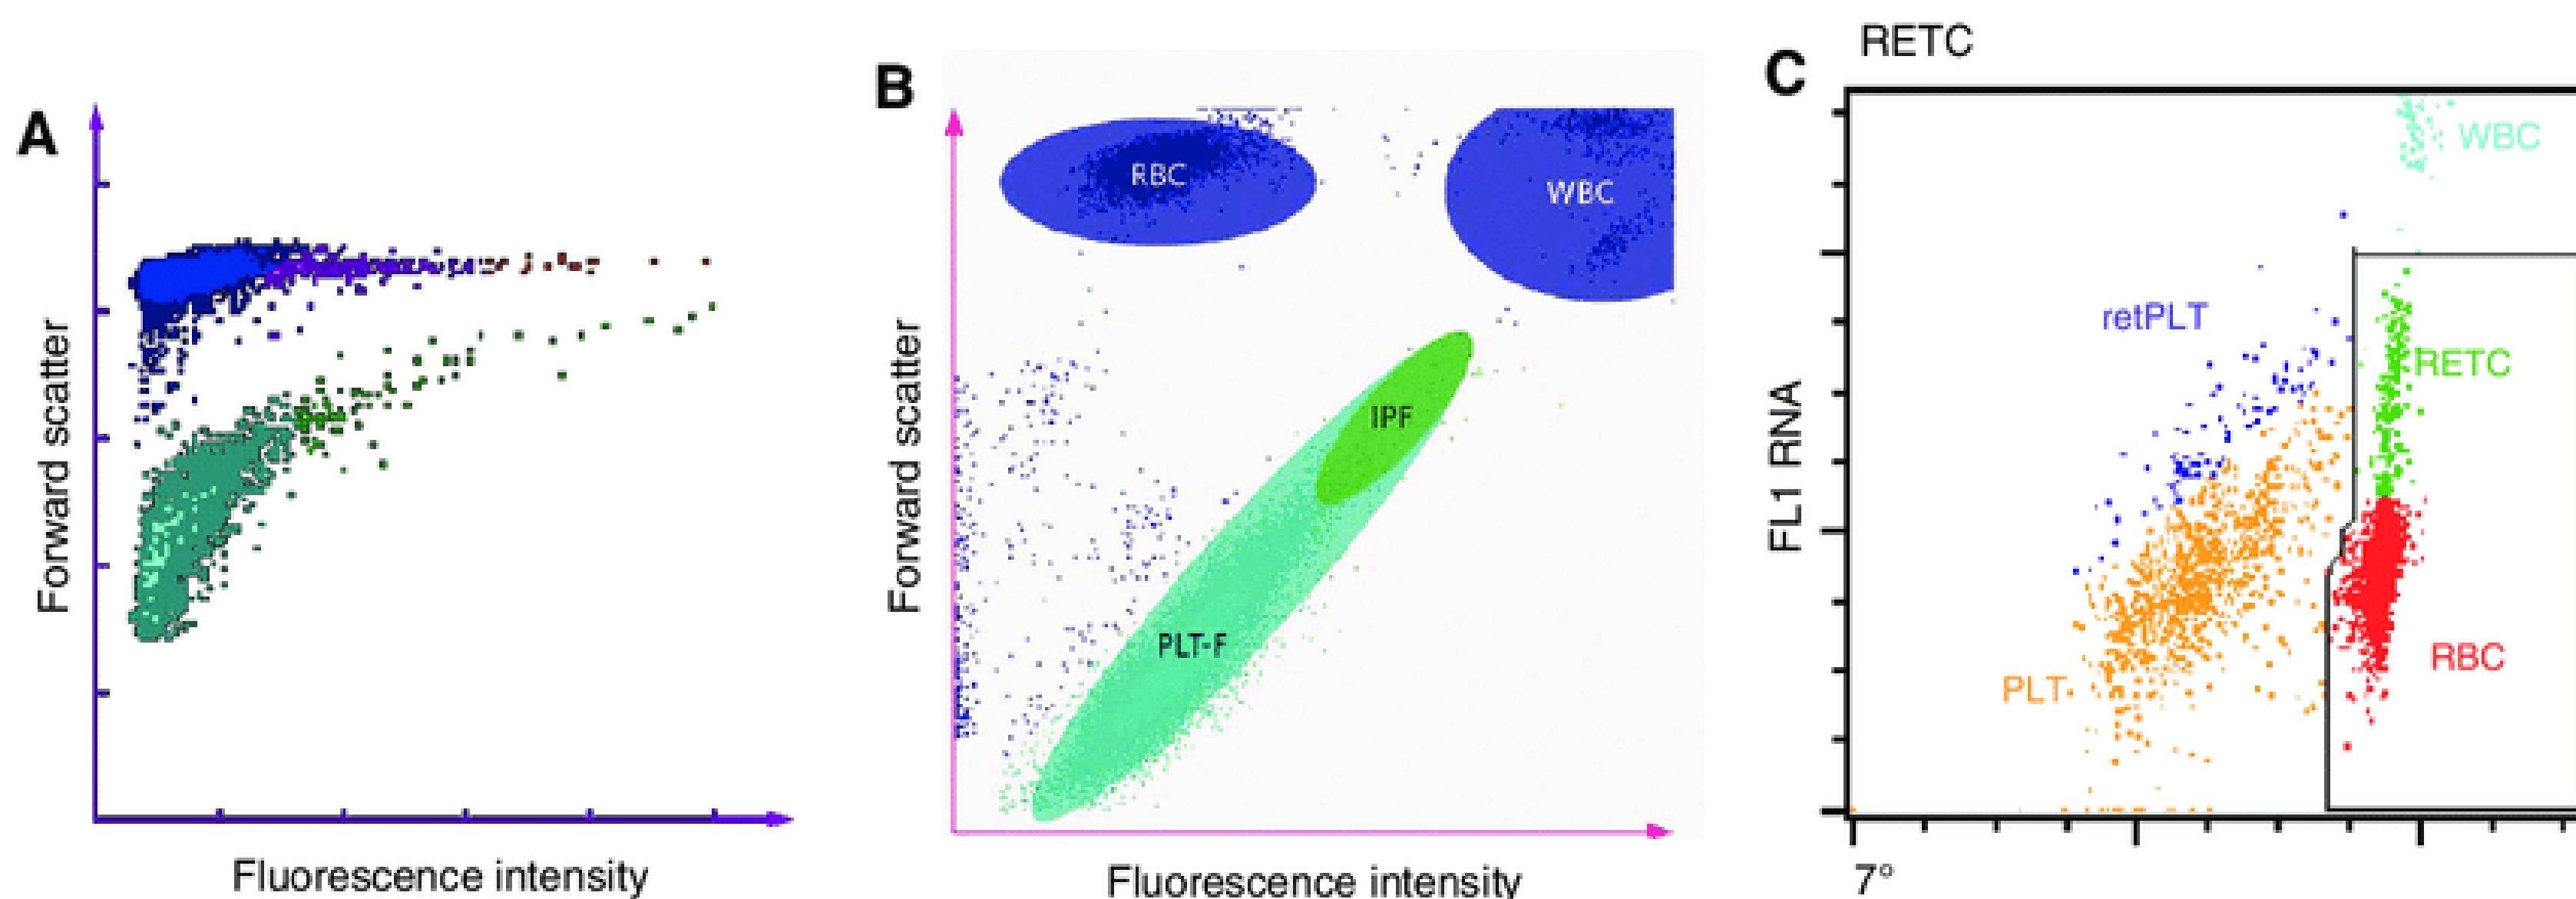 A
Forward scatter
Fluorescence intensity
B
RBC
WBC
IPF
PLT-F
Forward scatter
Fluorescence intensity
C
RETC
WBC
retPLT
RETC
FL1 RNA
RBC
PLT
7°